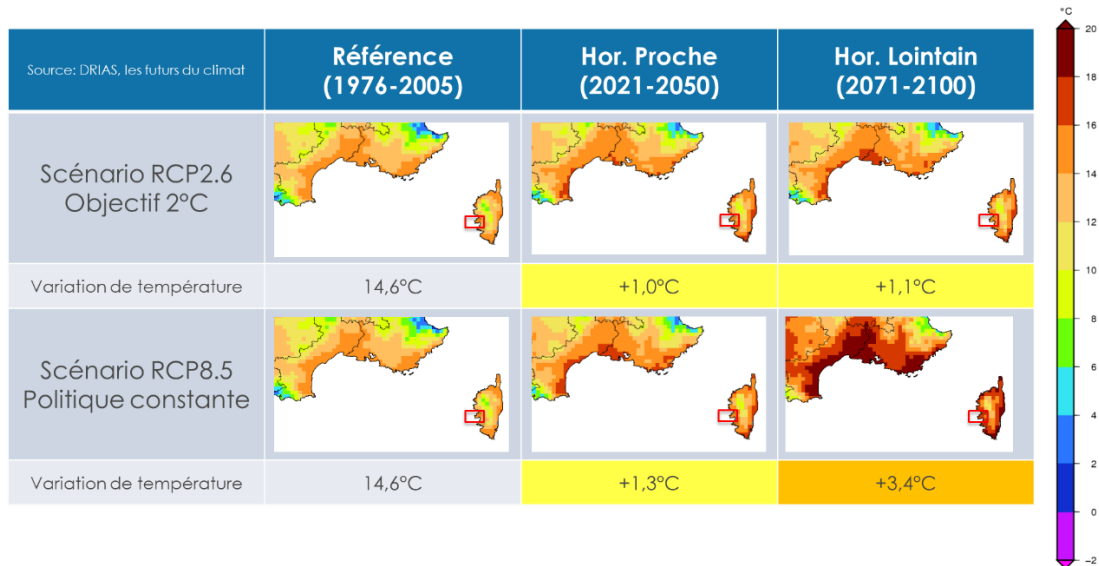 °C
Source: DRIAS, les futurs du climat
Référence
(1976-2005)
Hor. Proche
(2021-2050)
Hor. Lointain
(2071-2100)
Scénario RCP2.6
Objectif 2°C
Variation de température
14,6°C
+1,0°C
+1,1°C
Scénario RCP8.5
Politique constante
Variation de température
14,6°C
+1,3°C
+3,4°C
20
18
16
14
12
10
8
6
4
2
0
−2